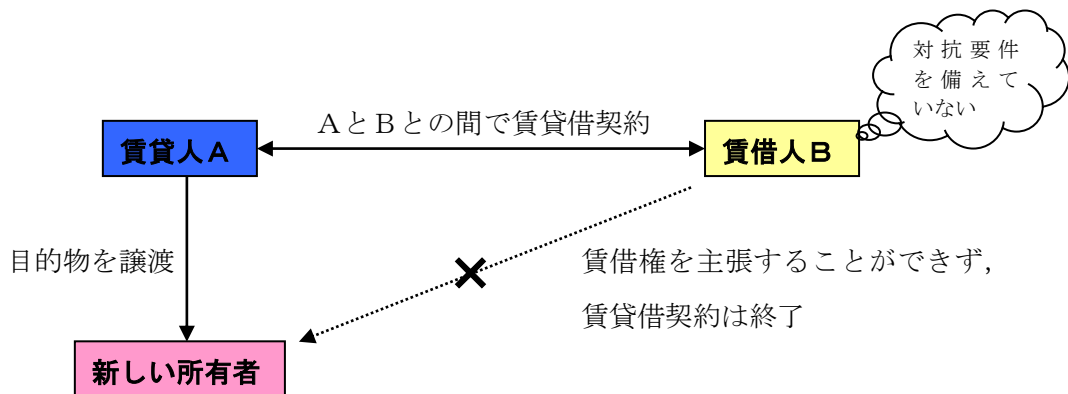 対抗要件
を備えて
いない
AとBとの間で賃貸借契約
賃貸人A
賃借人B
目的物を譲渡
賃借権を主張することができず，
賃貸借契約は終了
新しい所有者